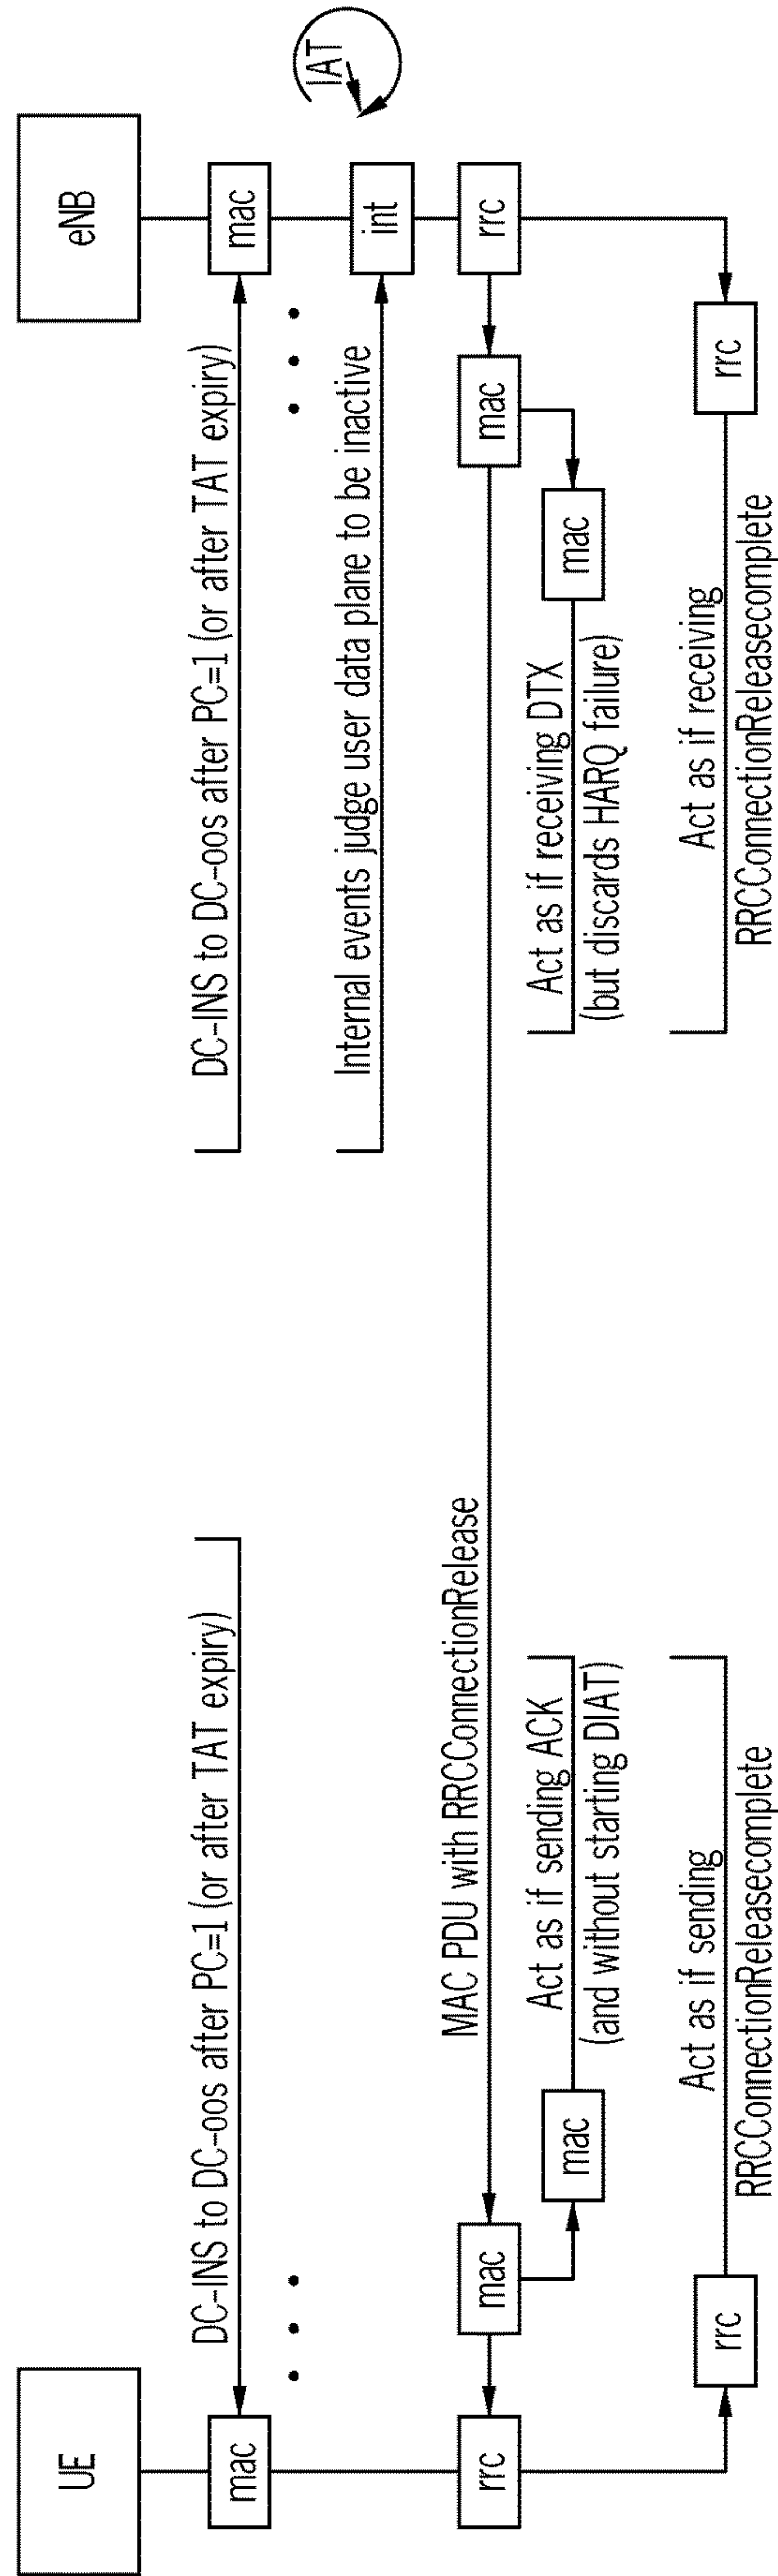 UE
eNB
mac
DC-INS to DC-oos after PC=1 (or after TAT expiry)
DC-INS to DC-oos after PC=1 (or after TAT expiry)
mac
IAT
Internal events judge user data plane to be inactive
int
rrc
mac
MAC PDU with RRCConnectionRelease
mac
rrc
mac
Act as if sending ACK
(and without starting DIAT)
Act as if receiving DTX
(but discards HARQ failure)
mac
rrc
Act as if sending
RRCConnectionReleasecomplete
Act as if receiving
RRCConnectionReleasecomplete
rrc